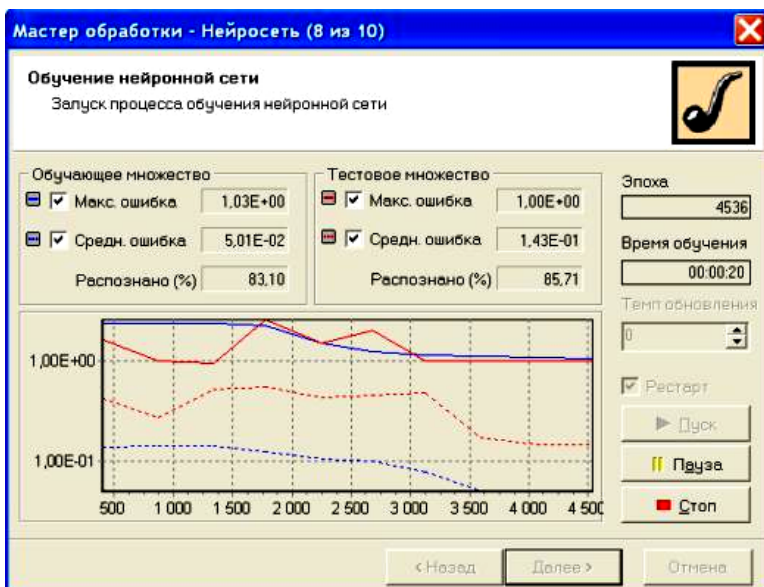 Мастер обработки - Нейросеть (8 из 10)
Обучение нейронной сети
Запуск процесса обучения нейронной сети
Обучающее множество
Макс. ошибка 1,03E+00
Средн. ошибка 5,01E-02
Распознано (%) 83,10
Тестовое множество
Макс. ошибка 1,00E+00
Средн. ошибка 1,43E-01
Распознано (%) 85,71
Эпоха
4536
Время обучения
00:00:20
Темп обновления
0
Рестарт
Пуск
Пауза
Стоп
1,00E+00
1,00E-01
500 1 000 1 500 2 000 2 500 3 000 3 500 4 000 4 500
< Назад Далее > Отмена